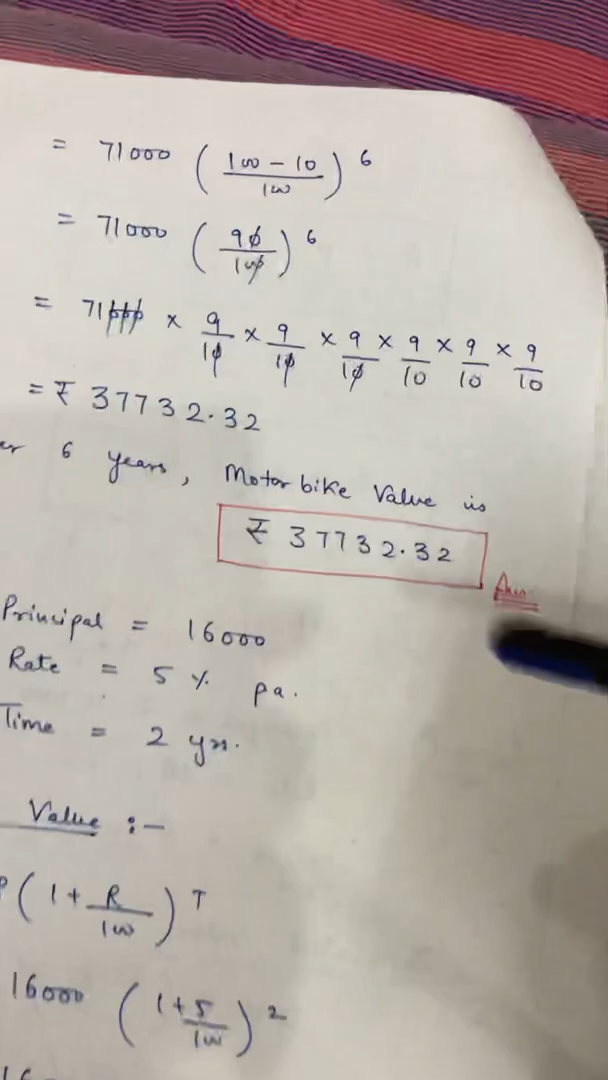 = 71000 ( 100 - 10 / 100 ) 6
= 71000 ( 90 / 100 ) 6
= 71000 × 9/10 × 9/10 × 9/10 × 9/10 × 9/10 × 9/10
= ₹ 37732.32
er 6 years, Motor bike Value is
₹ 37732.32
Ans.
Principal = 16000
Rate = 5 % pa.
Time = 2 yrs.
Value :-
P ( 1 + R / 100 ) T
16000 ( 1 + 5 / 100 ) 2